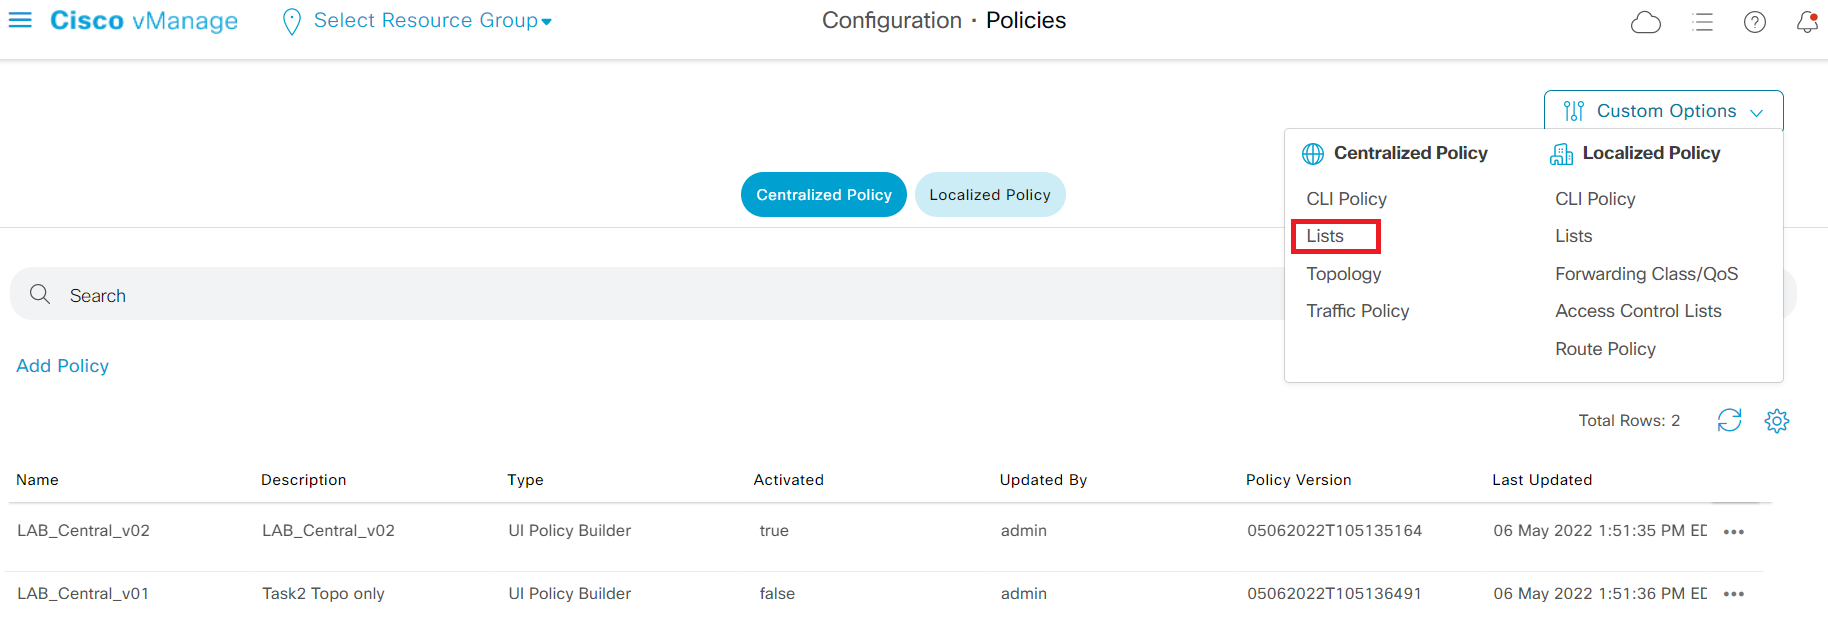 Cisco vManage
Select Resource Group
Configuration · Policies
Custom Options
Centralized Policy
CLI Policy
Lists
Topology
Traffic Policy
Localized Policy
CLI Policy
Lists
Forwarding Class/QoS
Access Control Lists
Route Policy
Centralized Policy Localized Policy
Search
Add Policy
Total Rows: 2
Name Description Type Activated Updated By Policy Version Last Updated
LAB_Central_v02 LAB_Central_v02 UI Policy Builder true admin 05062022T105135164 06 May 2022 1:51:35 PM ED
LAB_Central_v01 Task2 Topo only UI Policy Builder false admin 05062022T105136491 06 May 2022 1:51:36 PM ED